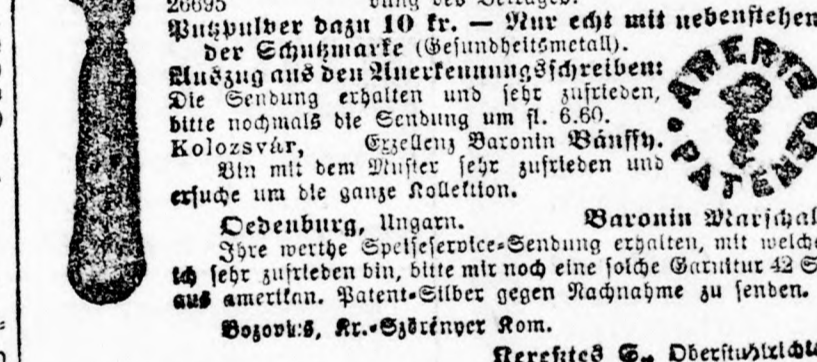 26695
Putzpulver dazu 10 kr. — Nur echt mit nebenstehen
der Schutzmarke (Gesundheitsmetall).
Auszug aus den Anerkennungsschreiben:
Die Sendung erhalten und sehr zufrieden,
bitte nochmals die Sendung um fl. 6.60.
Kolozsvár, Exzellenz Baronin Bánffy.
Bin mit dem Muster sehr zufrieden und
ersuche um die ganze Kollektion.
Oedenburg, Ungarn. Baronin Marschal
Ihre werthe Speiseservice-Sendung erhalten, mit welche
ich sehr zufrieden bin, bitte mir noch eine solche Garnitur 42 S
aus amerikan. Patent-Silber gegen Nachnahme zu senden.
Kr.-Szörényer Kom.
S., Oberstuhlrichte
AMERIK
PATENT S